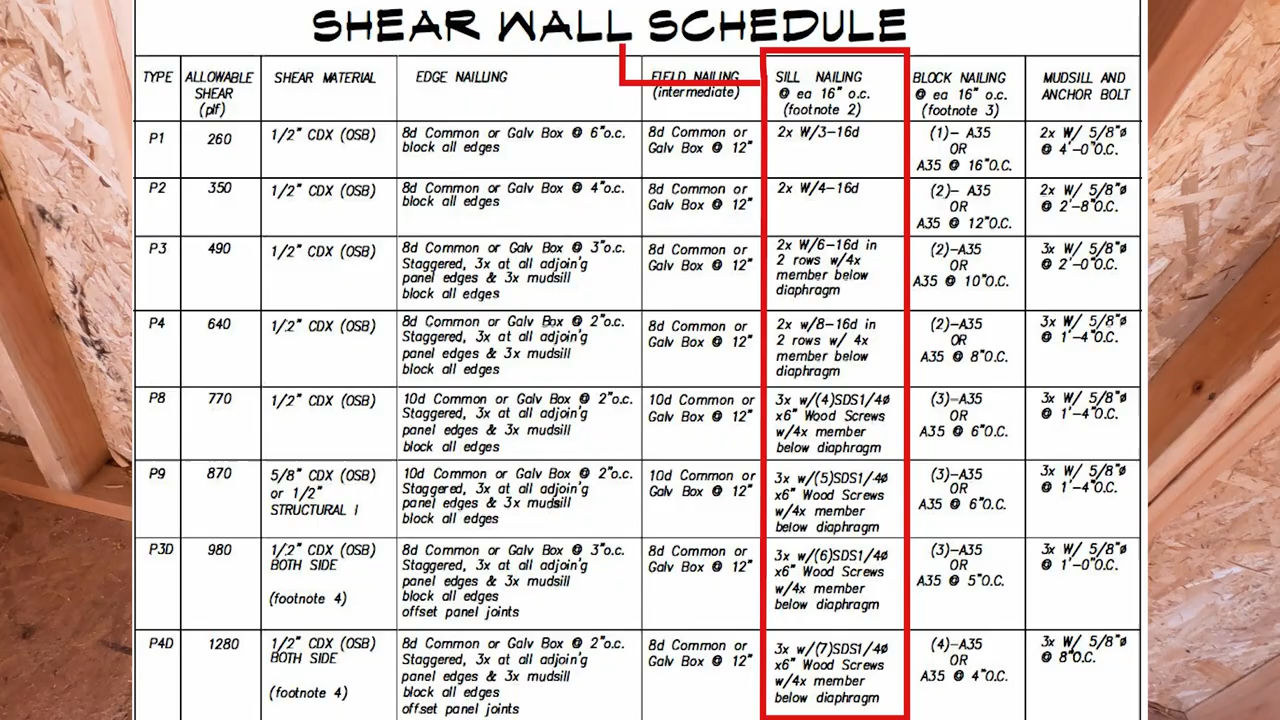 SHEAR WALL SCHEDULE
TYPE
ALLOWABLE
SHEAR
(plf)
SHEAR MATERIAL
EDGE NAILLING
FIELD NAILING
(intermediate)
SILL NAILING
@ ea 16" o.c.
(footnote 2)
BLOCK NAILING
@ ea 16" o.c.
(footnote 3)
MUDSILL AND
ANCHOR BOLT
P1
260
1/2" CDX (OSB)
8d Common or Galv Box @ 6"o.c.
block all edges
8d Common or
Galv Box @ 12"
2x W/3-16d
(1)- A35
OR
A35 @ 16"O.C.
2x W/ 5/8"ø
@ 4'-0"O.C.
P2
350
1/2" CDX (OSB)
8d Common or Galv Box @ 4"o.c.
block all edges
8d Common or
Galv Box @ 12"
2x W/4-16d
(2)- A35
OR
A35 @ 12"O.C.
2x W/ 5/8"ø
@ 2'-8"O.C.
P3
490
1/2" CDX (OSB)
8d Common or Galv Box @ 3"o.c.
Staggered, 3x at all adjoin'g
panel edges & 3x mudsill
block all edges
8d Common or
Galv Box @ 12"
2x W/6-16d in
2 rows w/4x
member below
diaphragm
(2)-A35
OR
A35 @ 10"O.C.
3x W/ 5/8"ø
@ 2'-0"O.C.
P4
640
1/2" CDX (OSB)
8d Common or Galv Box @ 2"o.c.
Staggered, 3x at all adjoin'g
panel edges & 3x mudsill
block all edges
8d Common or
Galv Box @ 12"
2x w/8-16d in
2 rows w/ 4x
member below
diaphragm
(2)-A35
OR
A35 @ 8"O.C.
3x W/ 5/8"ø
@ 1'-4"O.C.
P8
770
1/2" CDX (OSB)
10d Common or Galv Box @ 2"o.c.
Staggered, 3x at all adjoin'g
panel edges & 3x mudsill
block all edges
10d Common or
Galv Box @ 12"
3x w/(4)SDS1/4ø
x6" Wood Screws
w/4x member
below diaphragm
(3)-A35
OR
A35 @ 6"O.C.
3x W/ 5/8"ø
@ 1'-4"O.C.
P9
870
5/8" CDX (OSB)
or 1/2"
STRUCTURAL I
10d Common or Galv Box @ 2"o.c.
Staggered, 3x at all adjoin'g
panel edges & 3x mudsill
block all edges
10d Common or
Galv Box @ 12"
3x w/(5)SDS1/4ø
x6" Wood Screws
w/4x member
below diaphragm
(3)-A35
OR
A35 @ 6"O.C.
3x W/ 5/8"ø
@ 1'-4"O.C.
P3D
980
1/2" CDX (OSB)
BOTH SIDE
(footnote 4)
8d Common or Galv Box @ 3"o.c.
Staggered, 3x at all adjoin'g
panel edges & 3x mudsill
block all edges
offset panel joints
8d Common or
Galv Box @ 12"
3x w/(6)SDS1/4ø
x6" Wood Screws
w/4x member
below diaphragm
(3)-A35
OR
A35 @ 5"O.C.
3x W/ 5/8"ø
@ 1'-0"O.C.
P4D
1280
1/2" CDX (OSB)
BOTH SIDE
(footnote 4)
8d Common or Galv Box @ 2"o.c.
Staggered, 3x at all adjoin'g
panel edges & 3x mudsill
block all edges
offset panel joints
8d Common or
Galv Box @ 12"
3x w/(7)SDS1/4ø
x6" Wood Screws
w/4x member
below diaphragm
(4)-A35
OR
A35 @ 4"O.C.
3x W/ 5/8"ø
@ 8"O.C.